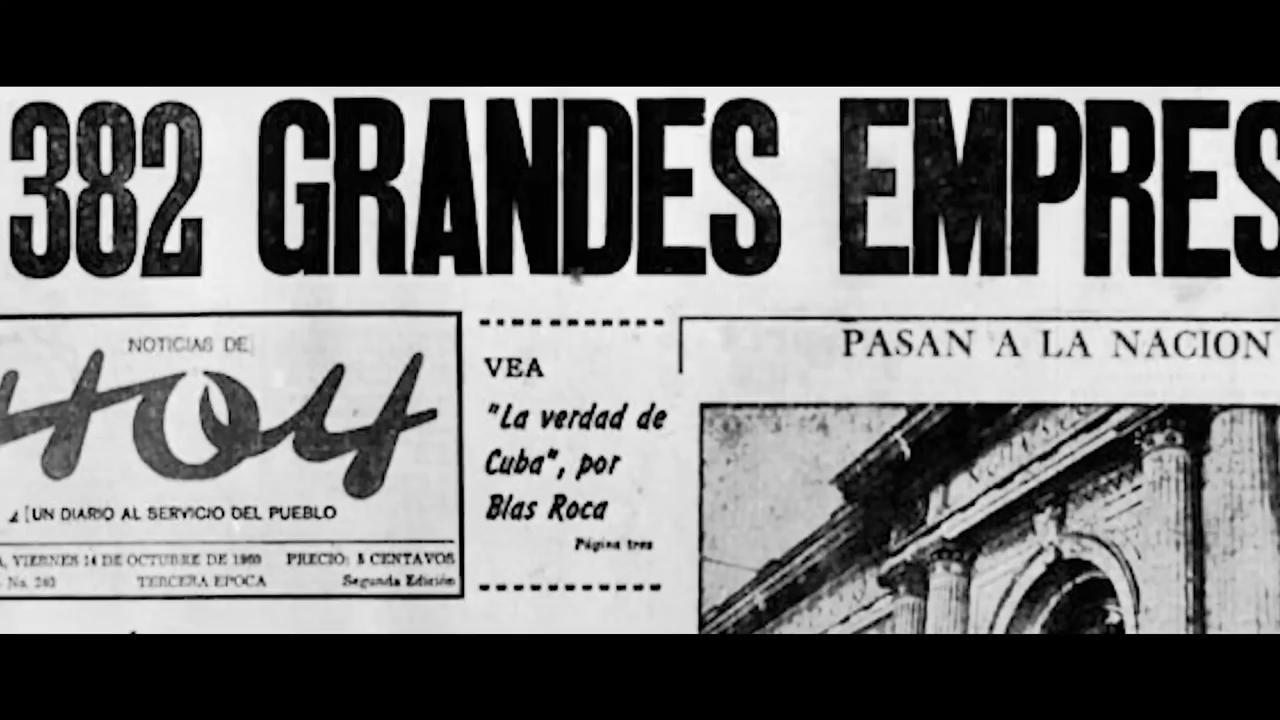 382 GRANDES EMPRES
NOTICIAS DE
HOY
UN DIARIO AL SERVICIO DEL PUEBLO
VIERNES 14 DE OCTUBRE DE 1960 PRECIO: 5 CENTAVOS
No. 240 TERCERA EPOCA Segunda Edición
VEA
"La verdad de
Cuba", por
Blas Roca
Página tres
PASAN A LA NACION